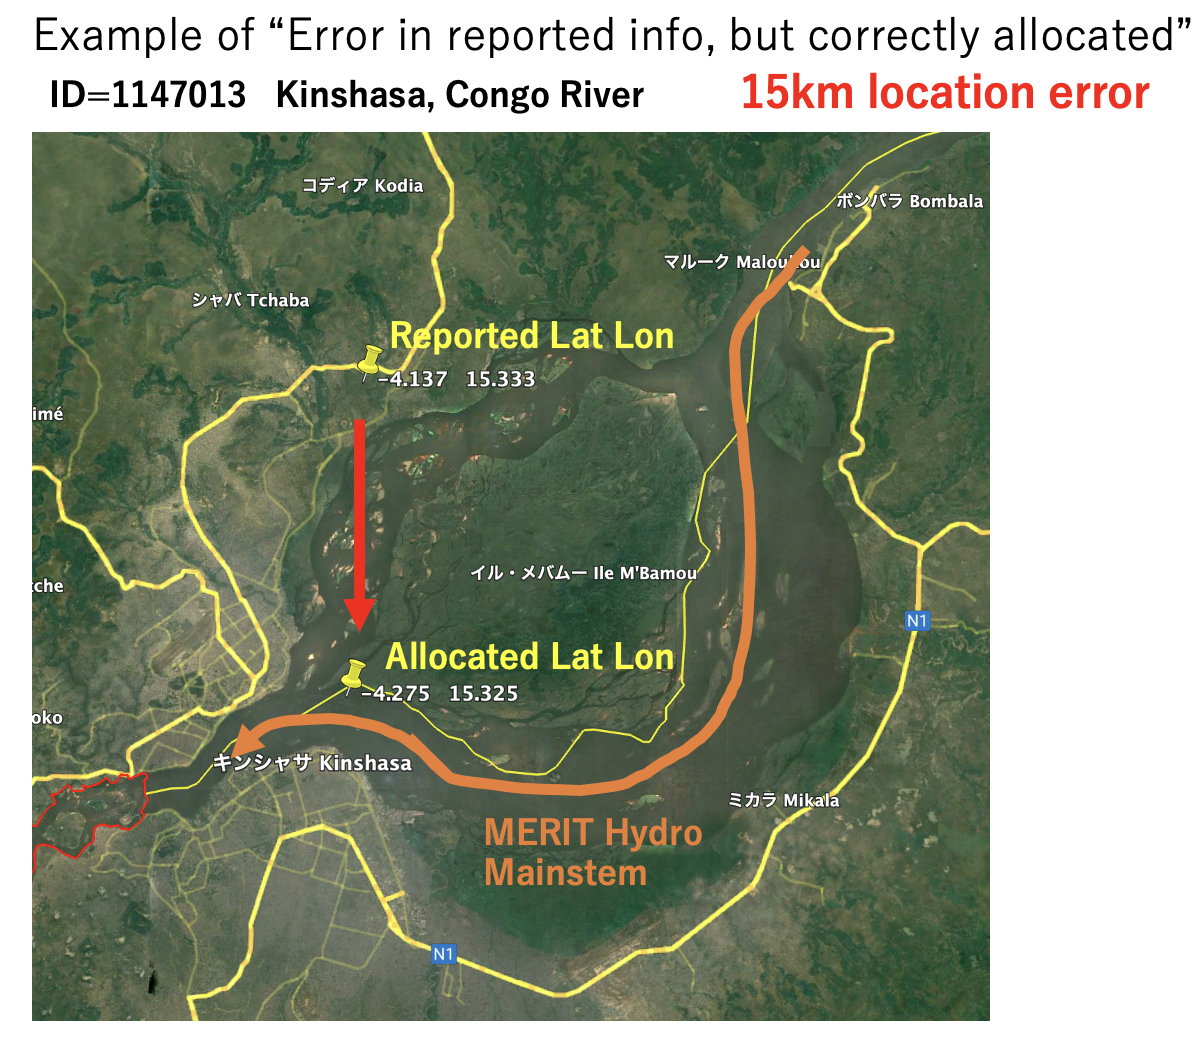 Example of “Error in reported info, but correctly allocated”
ID=1147013 Kinshasa, Congo River 15km location error
コディア Kodia
ボンバラ Bombala
マルーク Malou
ou
シャバ Tchaba
Reported Lat Lon
-4.137 15.333
imé
イル・メバムー Ile M'Bamou
che
N1
Allocated Lat Lon
-4.275 15.325
oko
キンシャサ Kinshasa
ミカラ Mikala
MERIT Hydro
Mainstem
N1